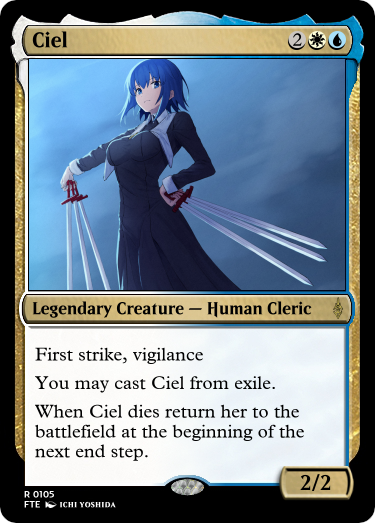 Ciel 2
Legendary Creature — Human Cleric
First strike, vigilance
You may cast Ciel from exile.
When Ciel dies return her to the
battlefield at the beginning of the
next end step.
2/2
R 0105
FTE ICHI YOSHIDA